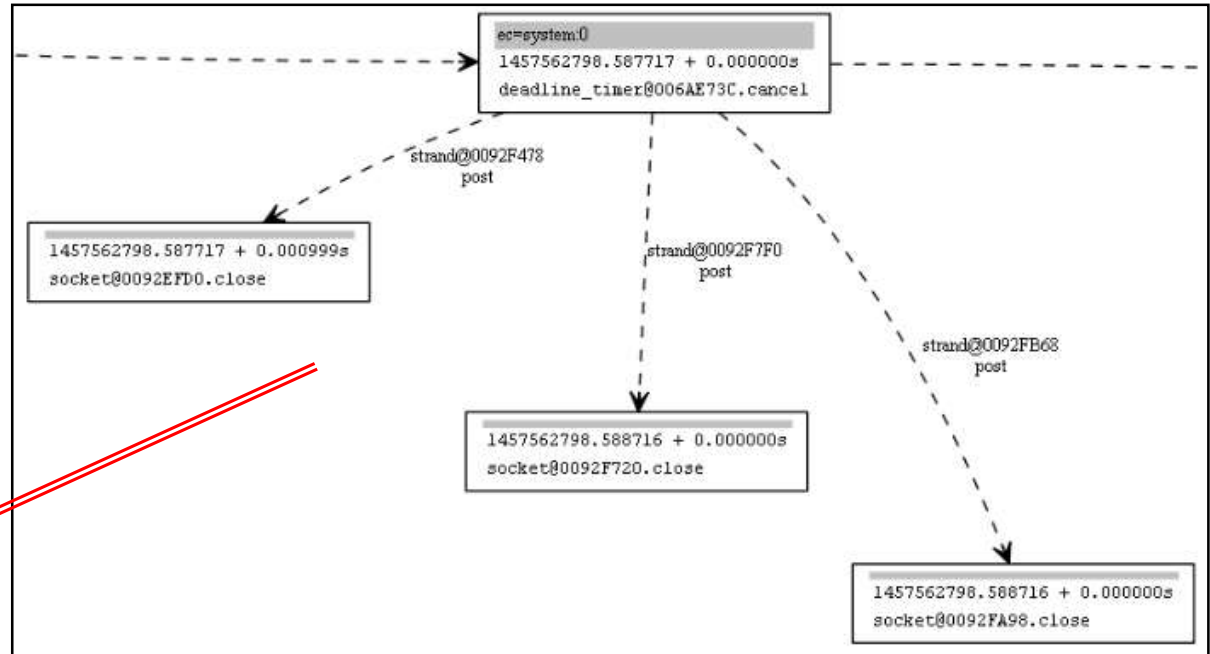 ec=system:0
1457562798.587717 + 0.000000s
deadline_timer@006AE73C.cancel
strand@0092F478
post
1457562798.587717 + 0.000999s
socket@0092EFD0.close
strand@0092F7F0
post
strand@0092FB68
post
1457562798.588716 + 0.000000s
socket@0092F720.close
1457562798.588716 + 0.000000s
socket@0092FA98.close